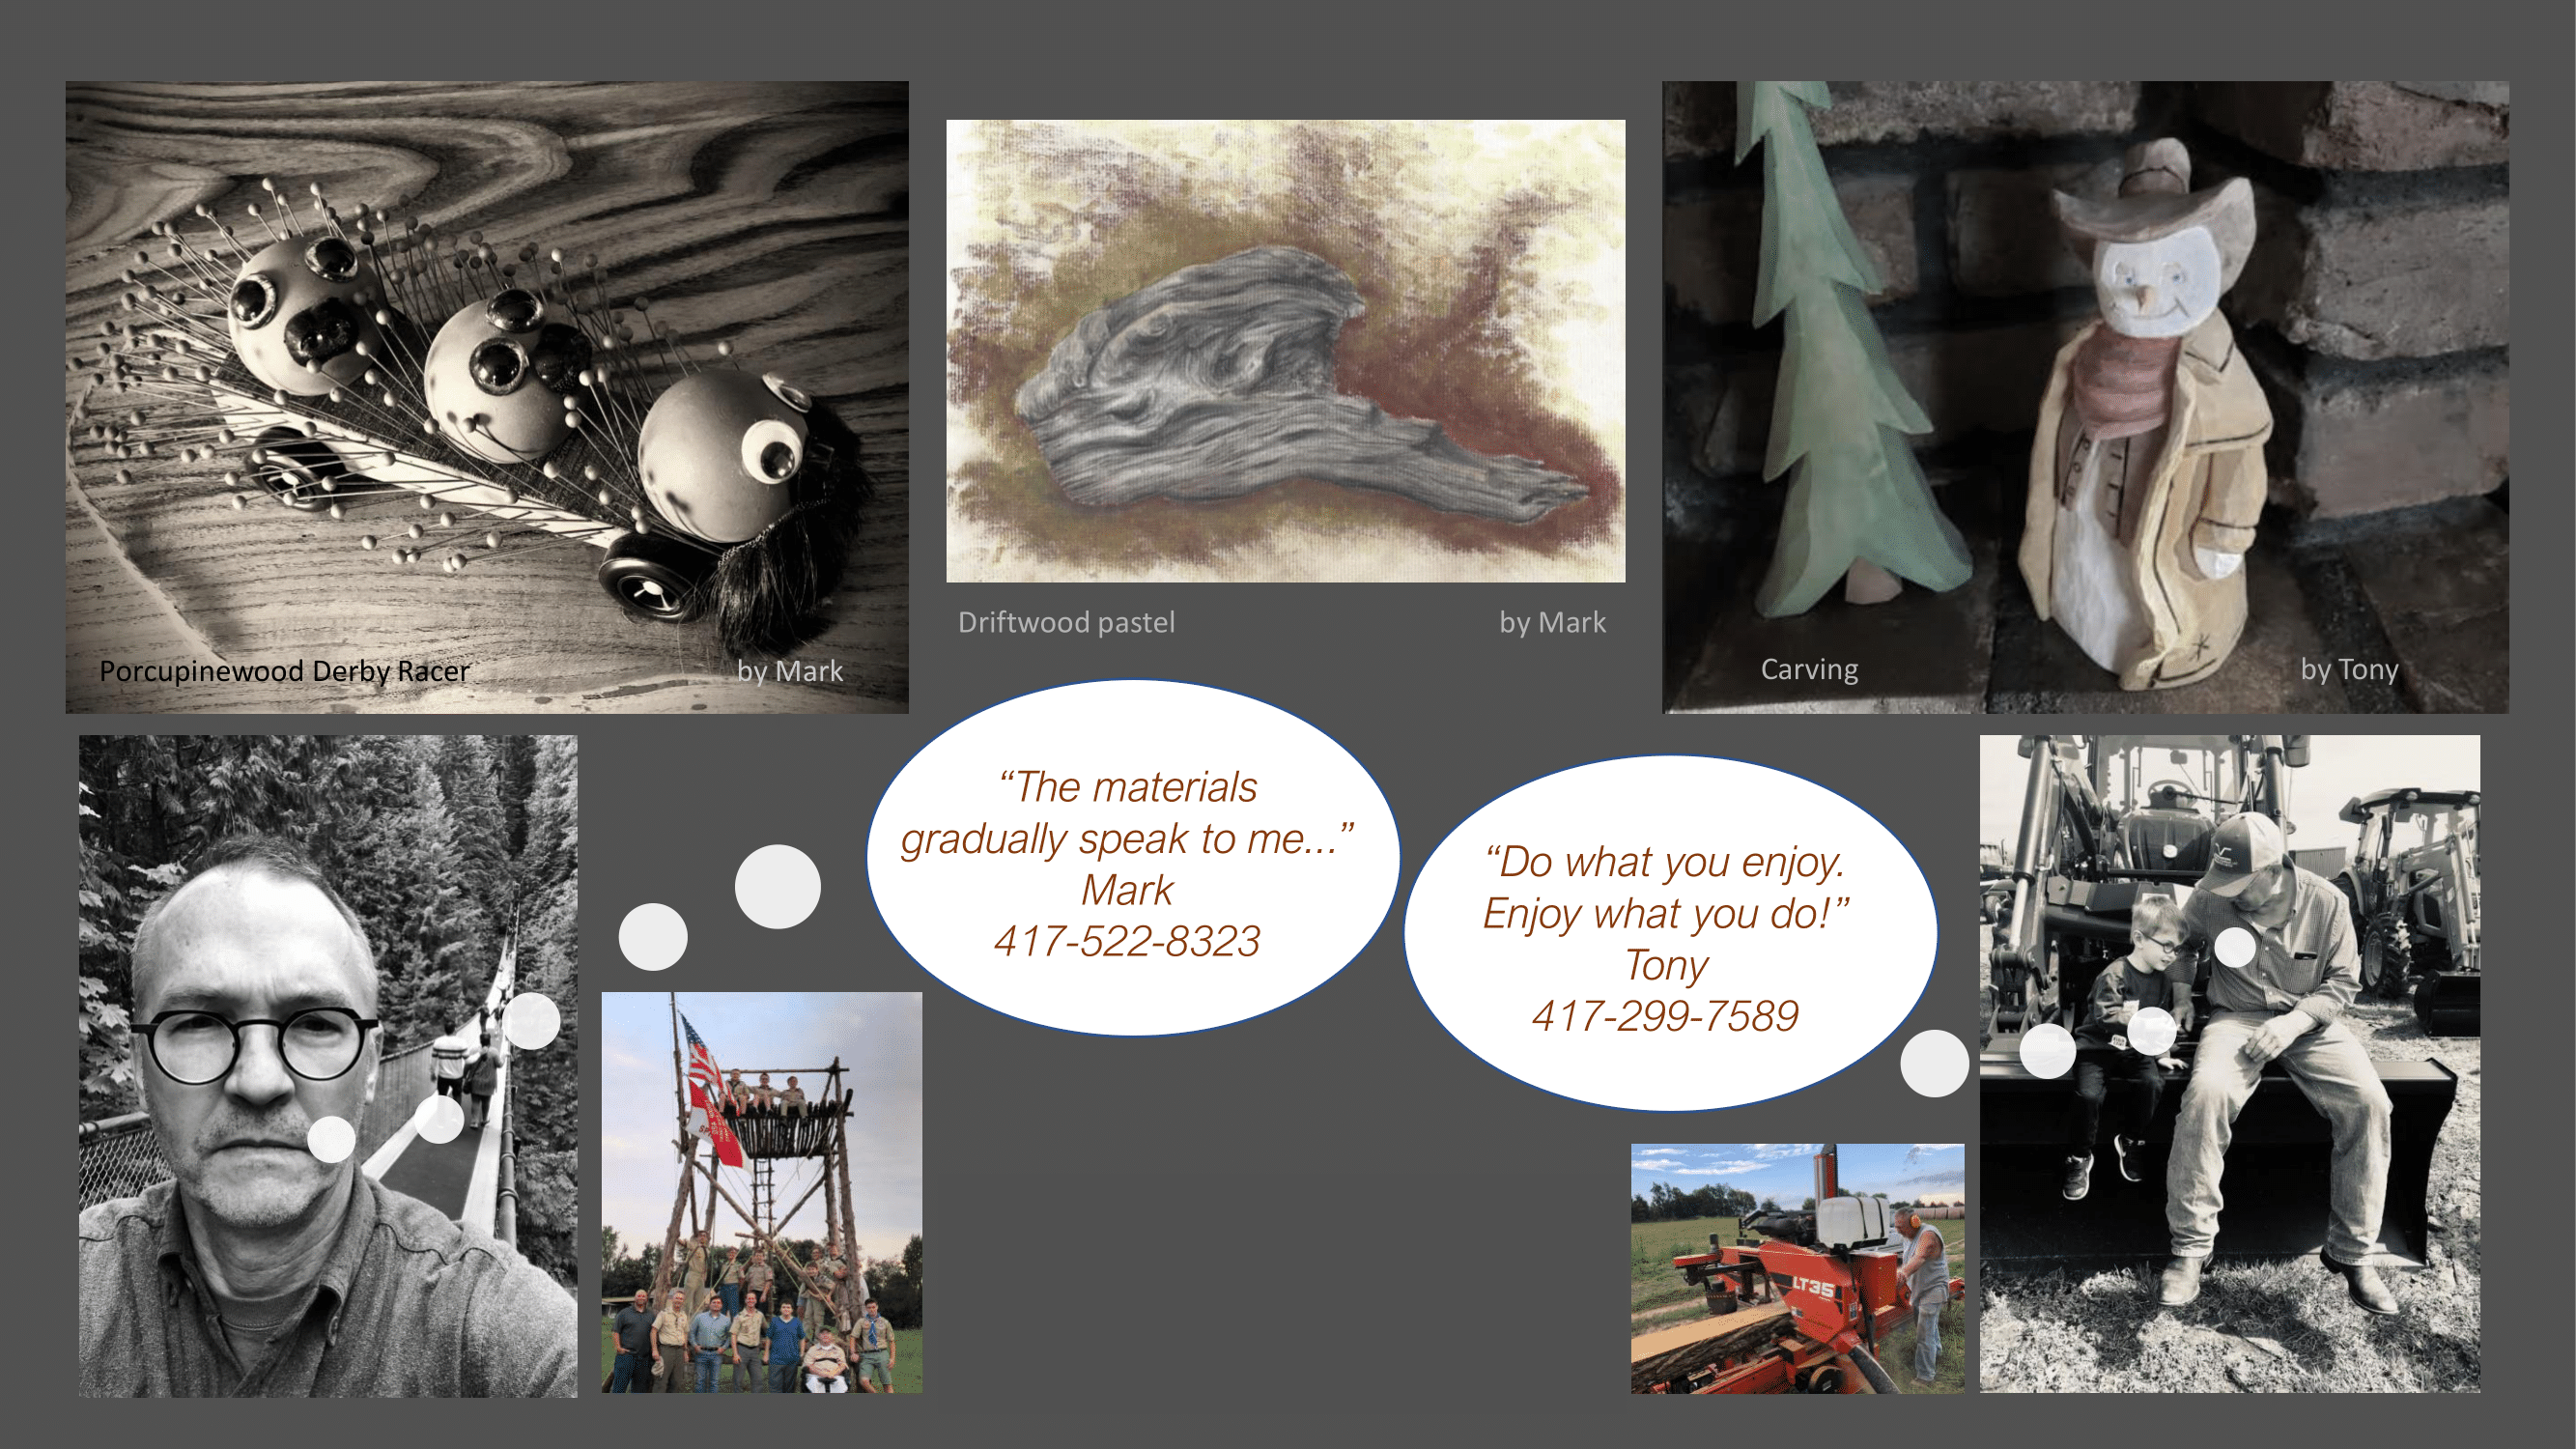 Porcupinewood Derby Racer
by Mark
Driftwood pastel
by Mark
Carving
by Tony
“The materials
gradually speak to me...”
Mark
417-522-8323
“Do what you enjoy.
Enjoy what you do!”
Tony
417-299-7589
LT35